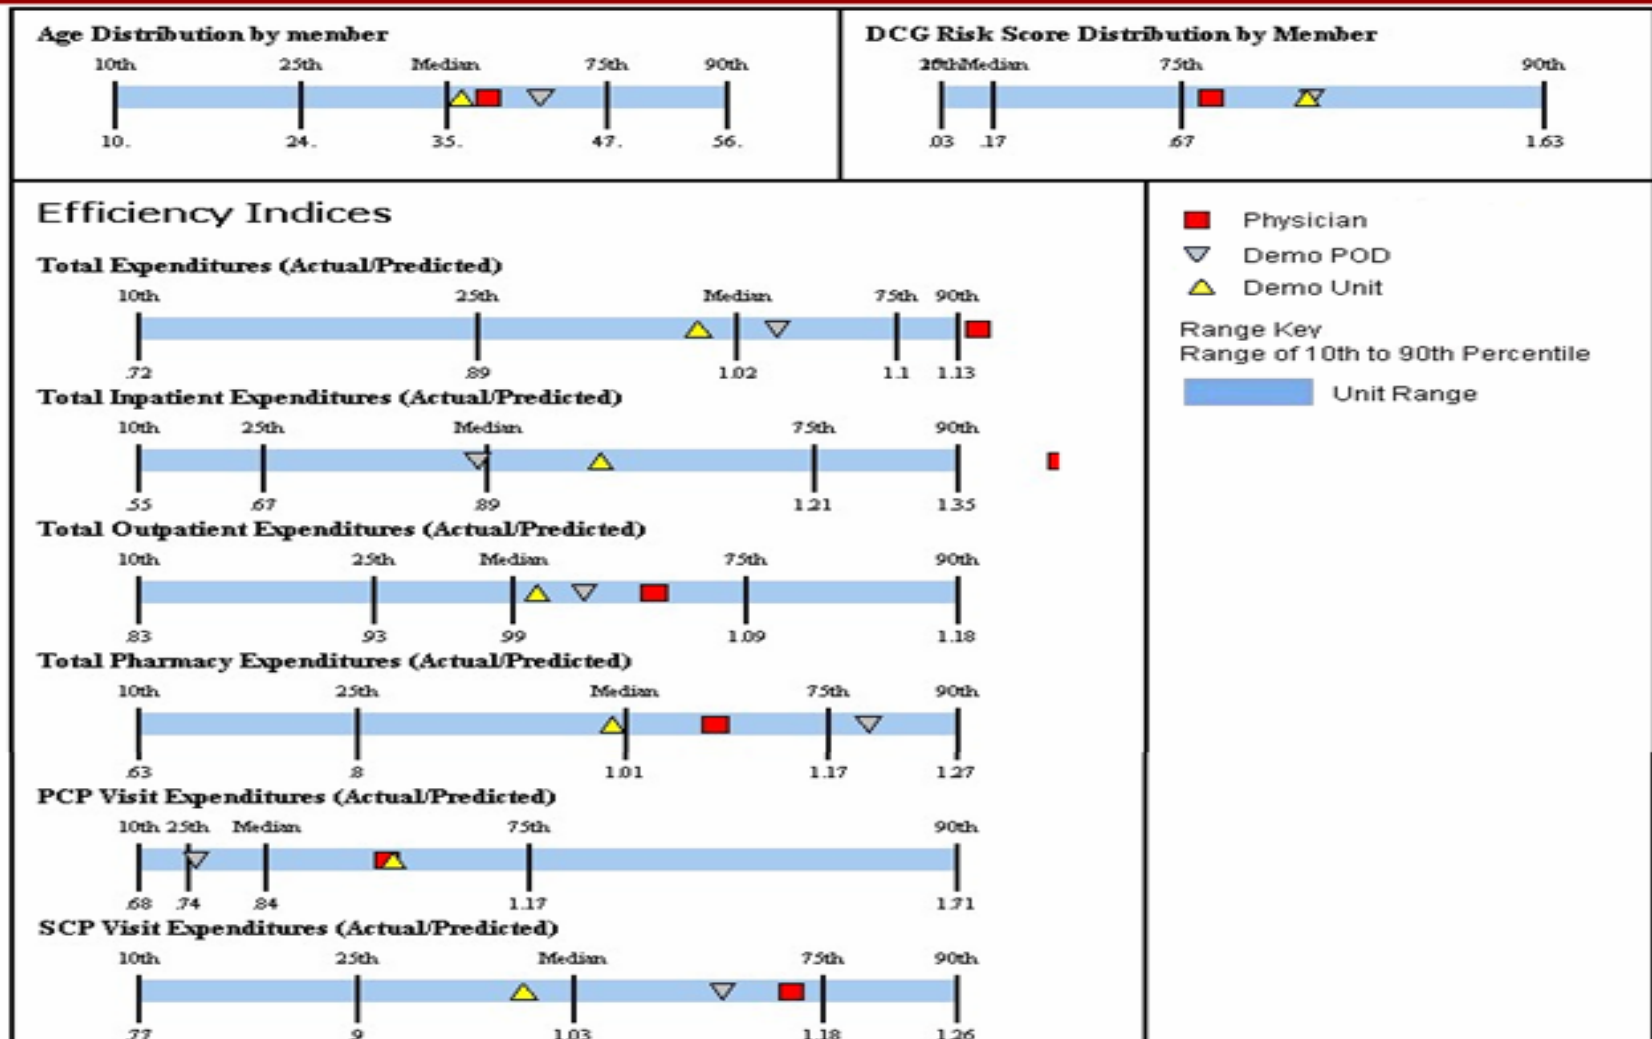 Age Distribution by member
10th 25th Median 75th 90th
10. 24. 35. 47. 56.
DCG Risk Score Distribution by Member
Median 75th 90th
.03 .17 .67 1.63
Efficiency Indices
Total Expenditures (Actual/Predicted)
10th 25th Median 75th 90th
.72 .89 1.02 1.1 1.13
Total Inpatient Expenditures (Actual/Predicted)
10th 25th Median 75th 90th
.55 .67 .89 1.21 1.35
Total Outpatient Expenditures (Actual/Predicted)
10th 25th Median 75th 90th
.83 .93 .99 1.09 1.18
Total Pharmacy Expenditures (Actual/Predicted)
10th 25th Median 75th 90th
.63 .8 1.01 1.17 1.27
PCP Visit Expenditures (Actual/Predicted)
10th 25th Median 75th 90th
.68 .74 .84 1.17 1.71
SCP Visit Expenditures (Actual/Predicted)
10th 25th Median 75th 90th
.77 .9 1.03 1.18 1.26
Physician
Demo POD
Demo Unit
Range Key
Range of 10th to 90th Percentile
Unit Range